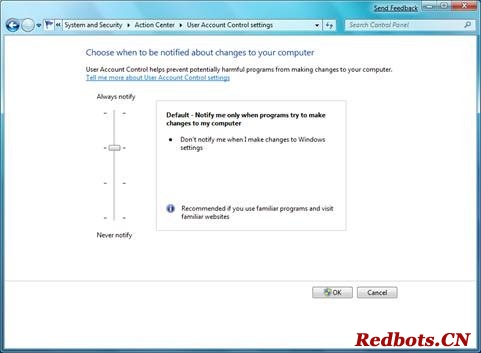 Send Feedback
« System and Security ▸ Action Center ▸ User Account Control settings
Search Control Panel
Choose when to be notified about changes to your computer
User Account Control helps prevent potentially harmful programs from making changes to your computer.
Tell me more about User Account Control settings
Always notify
Default - Notify me only when programs try to make
changes to my computer
• Don't notify me when I make changes to Windows
settings
Recommended if you use familiar programs and visit
familiar websites
Never notify
OK
Cancel
Redbots.CN